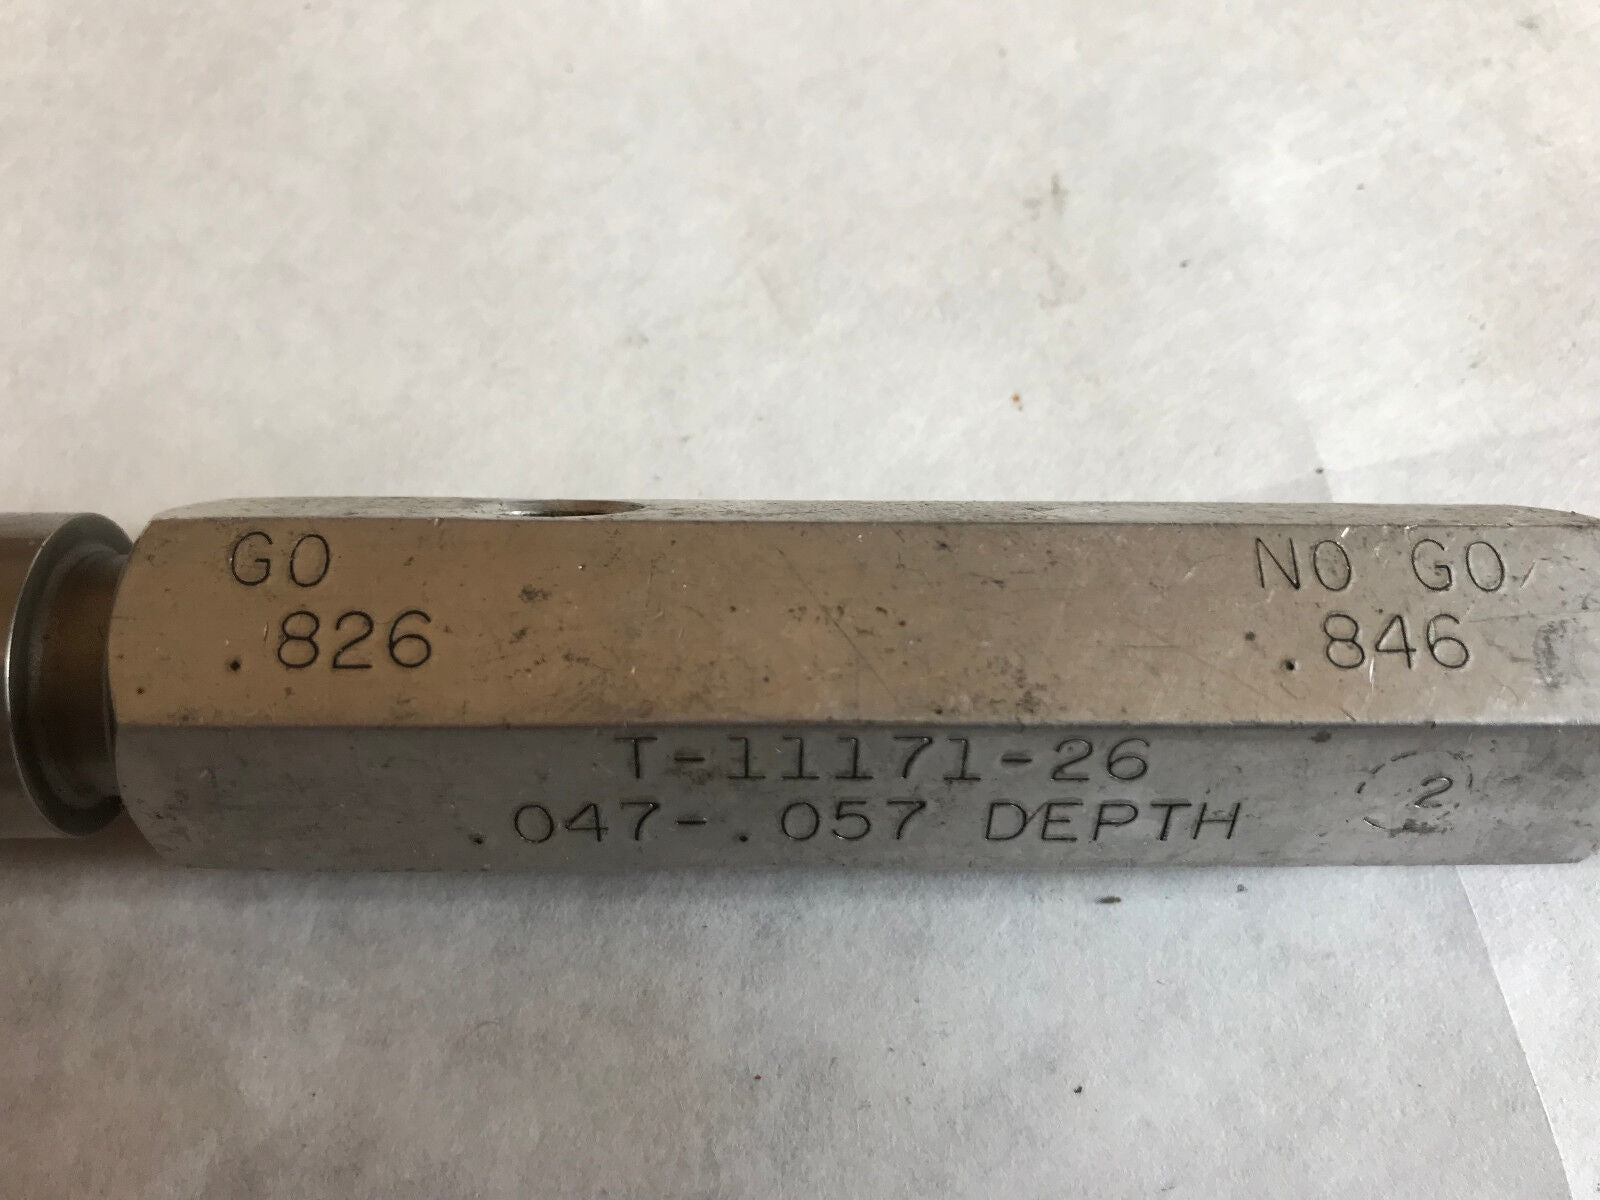 GO
.826
NO GO
.846
T-11171-26
.047-.057 DEPTH
2